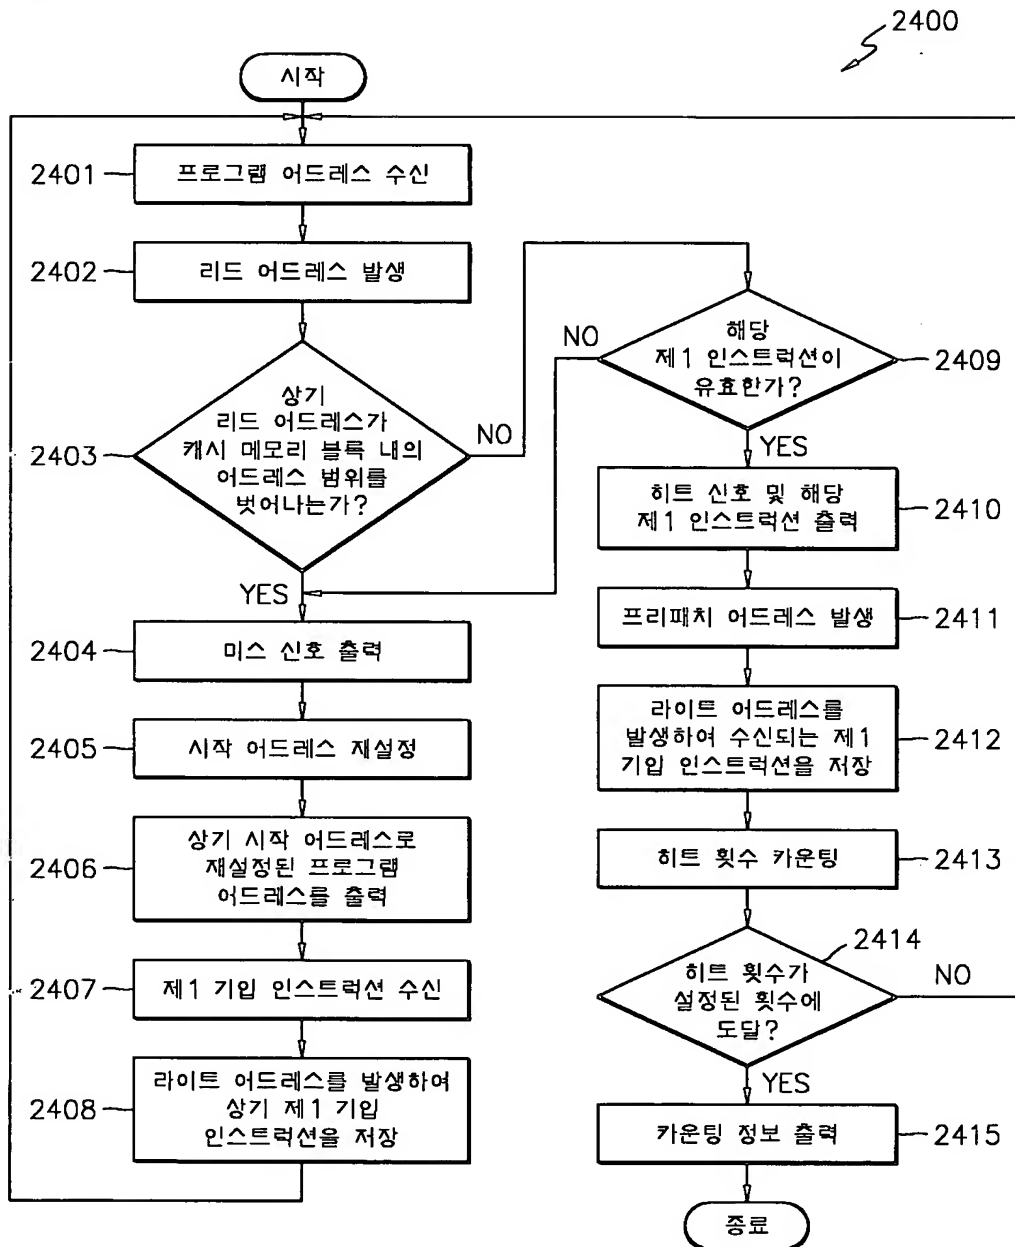 2400
시작
2401
프로그램 어드레스 수신
2402
리드 어드레스 발생
2403
상기
리드 어드레스가
캐시 메모리 블록 내의
어드레스 범위를
벗어나는가?
NO
YES
2404
미스 신호 출력
2405
시작 어드레스 재설정
2406
상기 시작 어드레스로
재설정된 프로그램
어드레스를 출력
2407
제1 기입 인스트럭션 수신
2408
라이트 어드레스를 발생하여
상기 제1 기입
인스트럭션을 저장
해당
제1 인스트럭션이
유효한가?
NO
2409
YES
히트 신호 및 해당
제1 인스트럭션 출력
2410
프리패치 어드레스 발생
2411
라이트 어드레스를
발생하여 수신되는 제1
기입 인스트럭션을 저장
2412
히트 횟수 카운팅
2413
2414
히트 횟수가
설정된 횟수에
도달?
NO
YES
카운팅 정보 출력
2415
종료